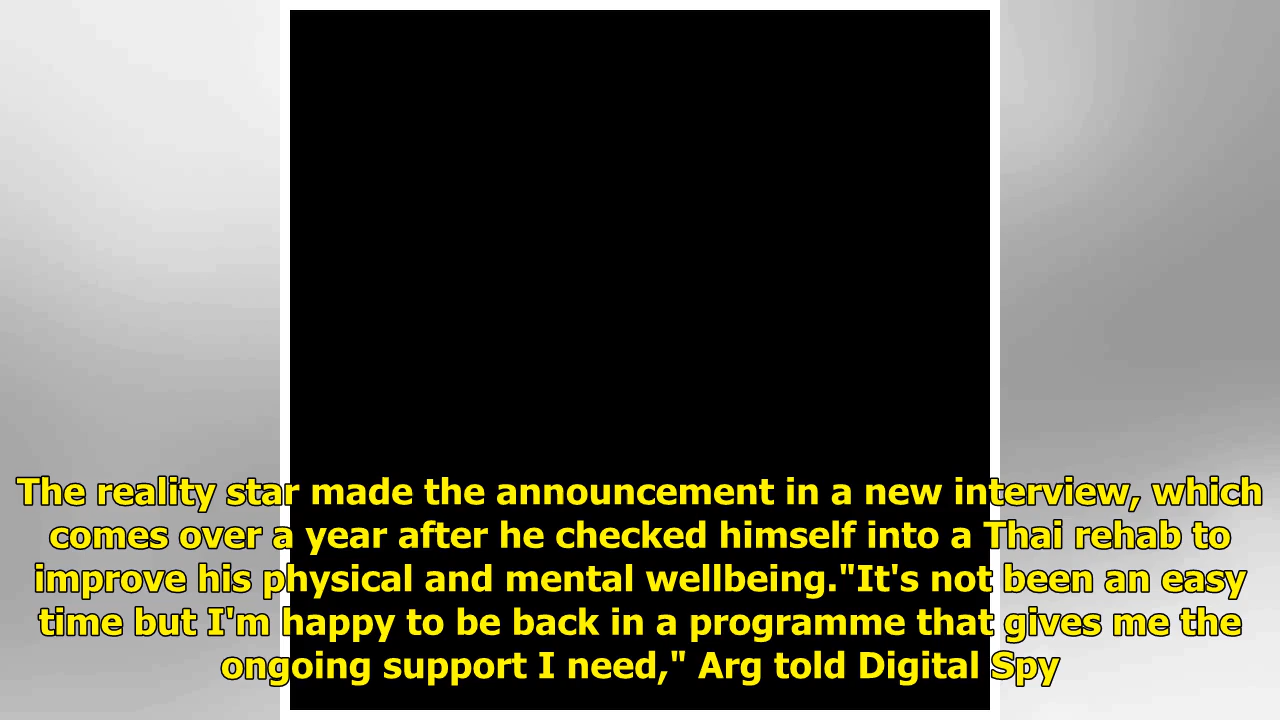 The reality star made the announcement in a new interview, which
comes over a year after he checked himself into a Thai rehab to
improve his physical and mental wellbeing."It's not been an easy
time but I'm happy to be back in a programme that gives me the
ongoing support I need," Arg told Digital Spy